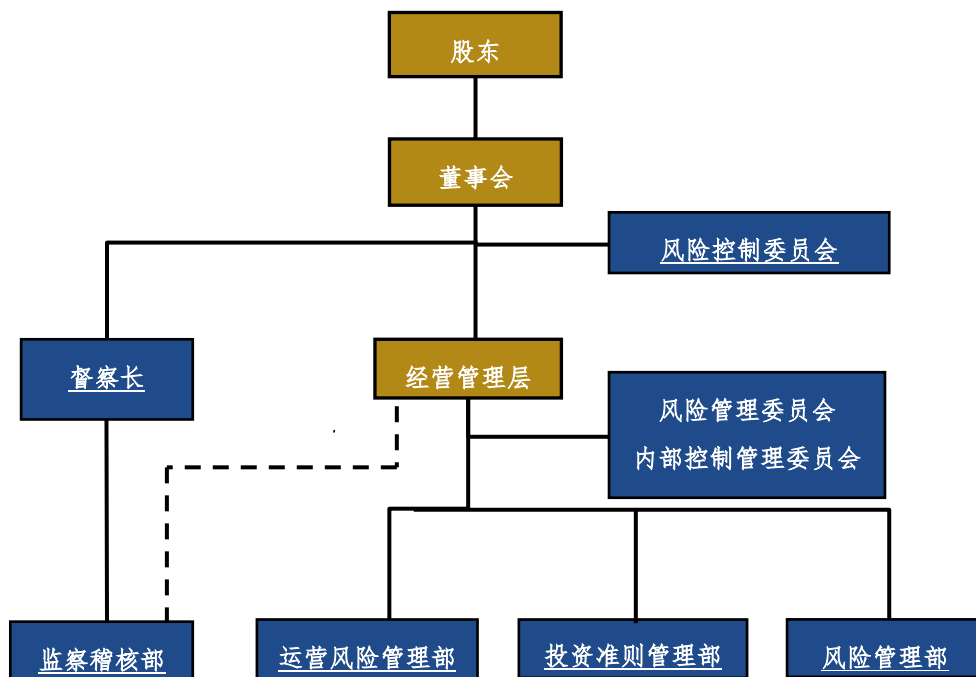 股东
董事会
风险控制委员会
督察长
经营管理层
风险管理委员会
内部控制管理委员会
监察稽核部
运营风险管理部
投资准则管理部
风险管理部